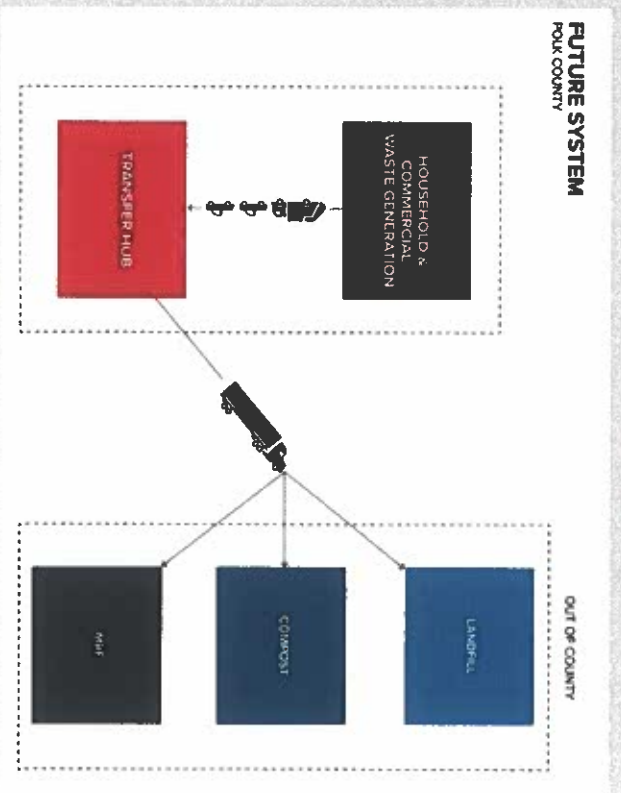 FUTURE SYSTEM
POLK COUNTY
HOUSEHOLD &
COMMERCIAL
WASTE GENERATION
TRANSFER HUB
OUT OF COUNTY
LANDFILL
COMPOST
MRF